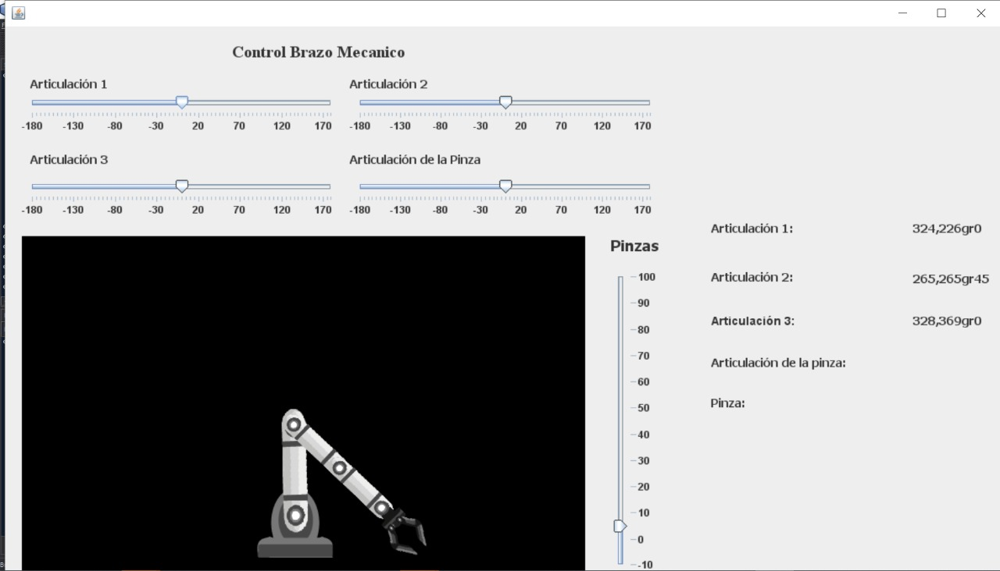 Control Brazo Mecanico
Articulación 1
Articulación 2
-180 -130 -80 -30 20 70 120 170
-180 -130 -80 -30 20 70 120 170
Articulación 3
Articulación de la Pinza
-180 -130 -80 -30 20 70 120 170
-180 -130 -80 -30 20 70 120 170
Pinzas
100
90
80
70
60
50
40
30
20
10
0
-10
Articulación 1: 324,226gr0
Articulación 2: 265,265gr45
Articulación 3: 328,369gr0
Articulación de la pinza:
Pinza: